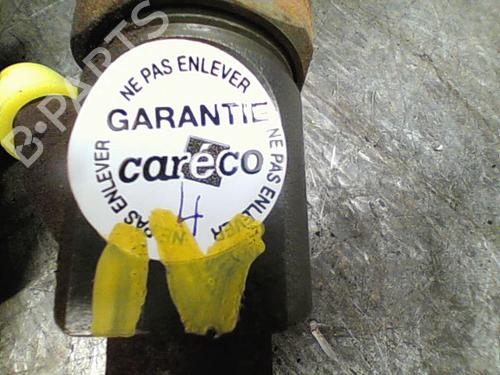 NE PAS ENLEVER
GARANTIE
caréco
4
NE PAS ENLEVER
NE PAS ENLEVER
B-PARTS